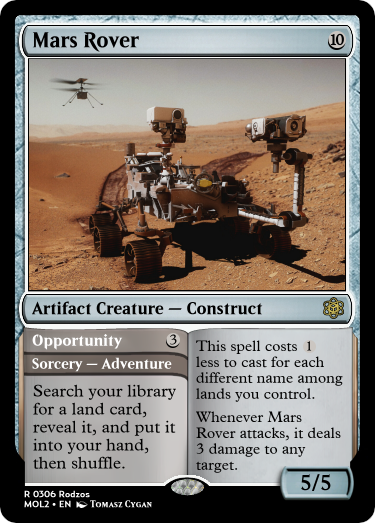 Mars Rover 10
Artifact Creature — Construct
Opportunity 3
Sorcery — Adventure
Search your library
for a land card,
reveal it, and put it
into your hand,
then shuffle.
This spell costs 1
less to cast for each
different name among
lands you control.
Whenever Mars
Rover attacks, it deals
3 damage to any
target.
5/5
R 0306 Rodzos
MOL2 • EN Tomasz Cygan